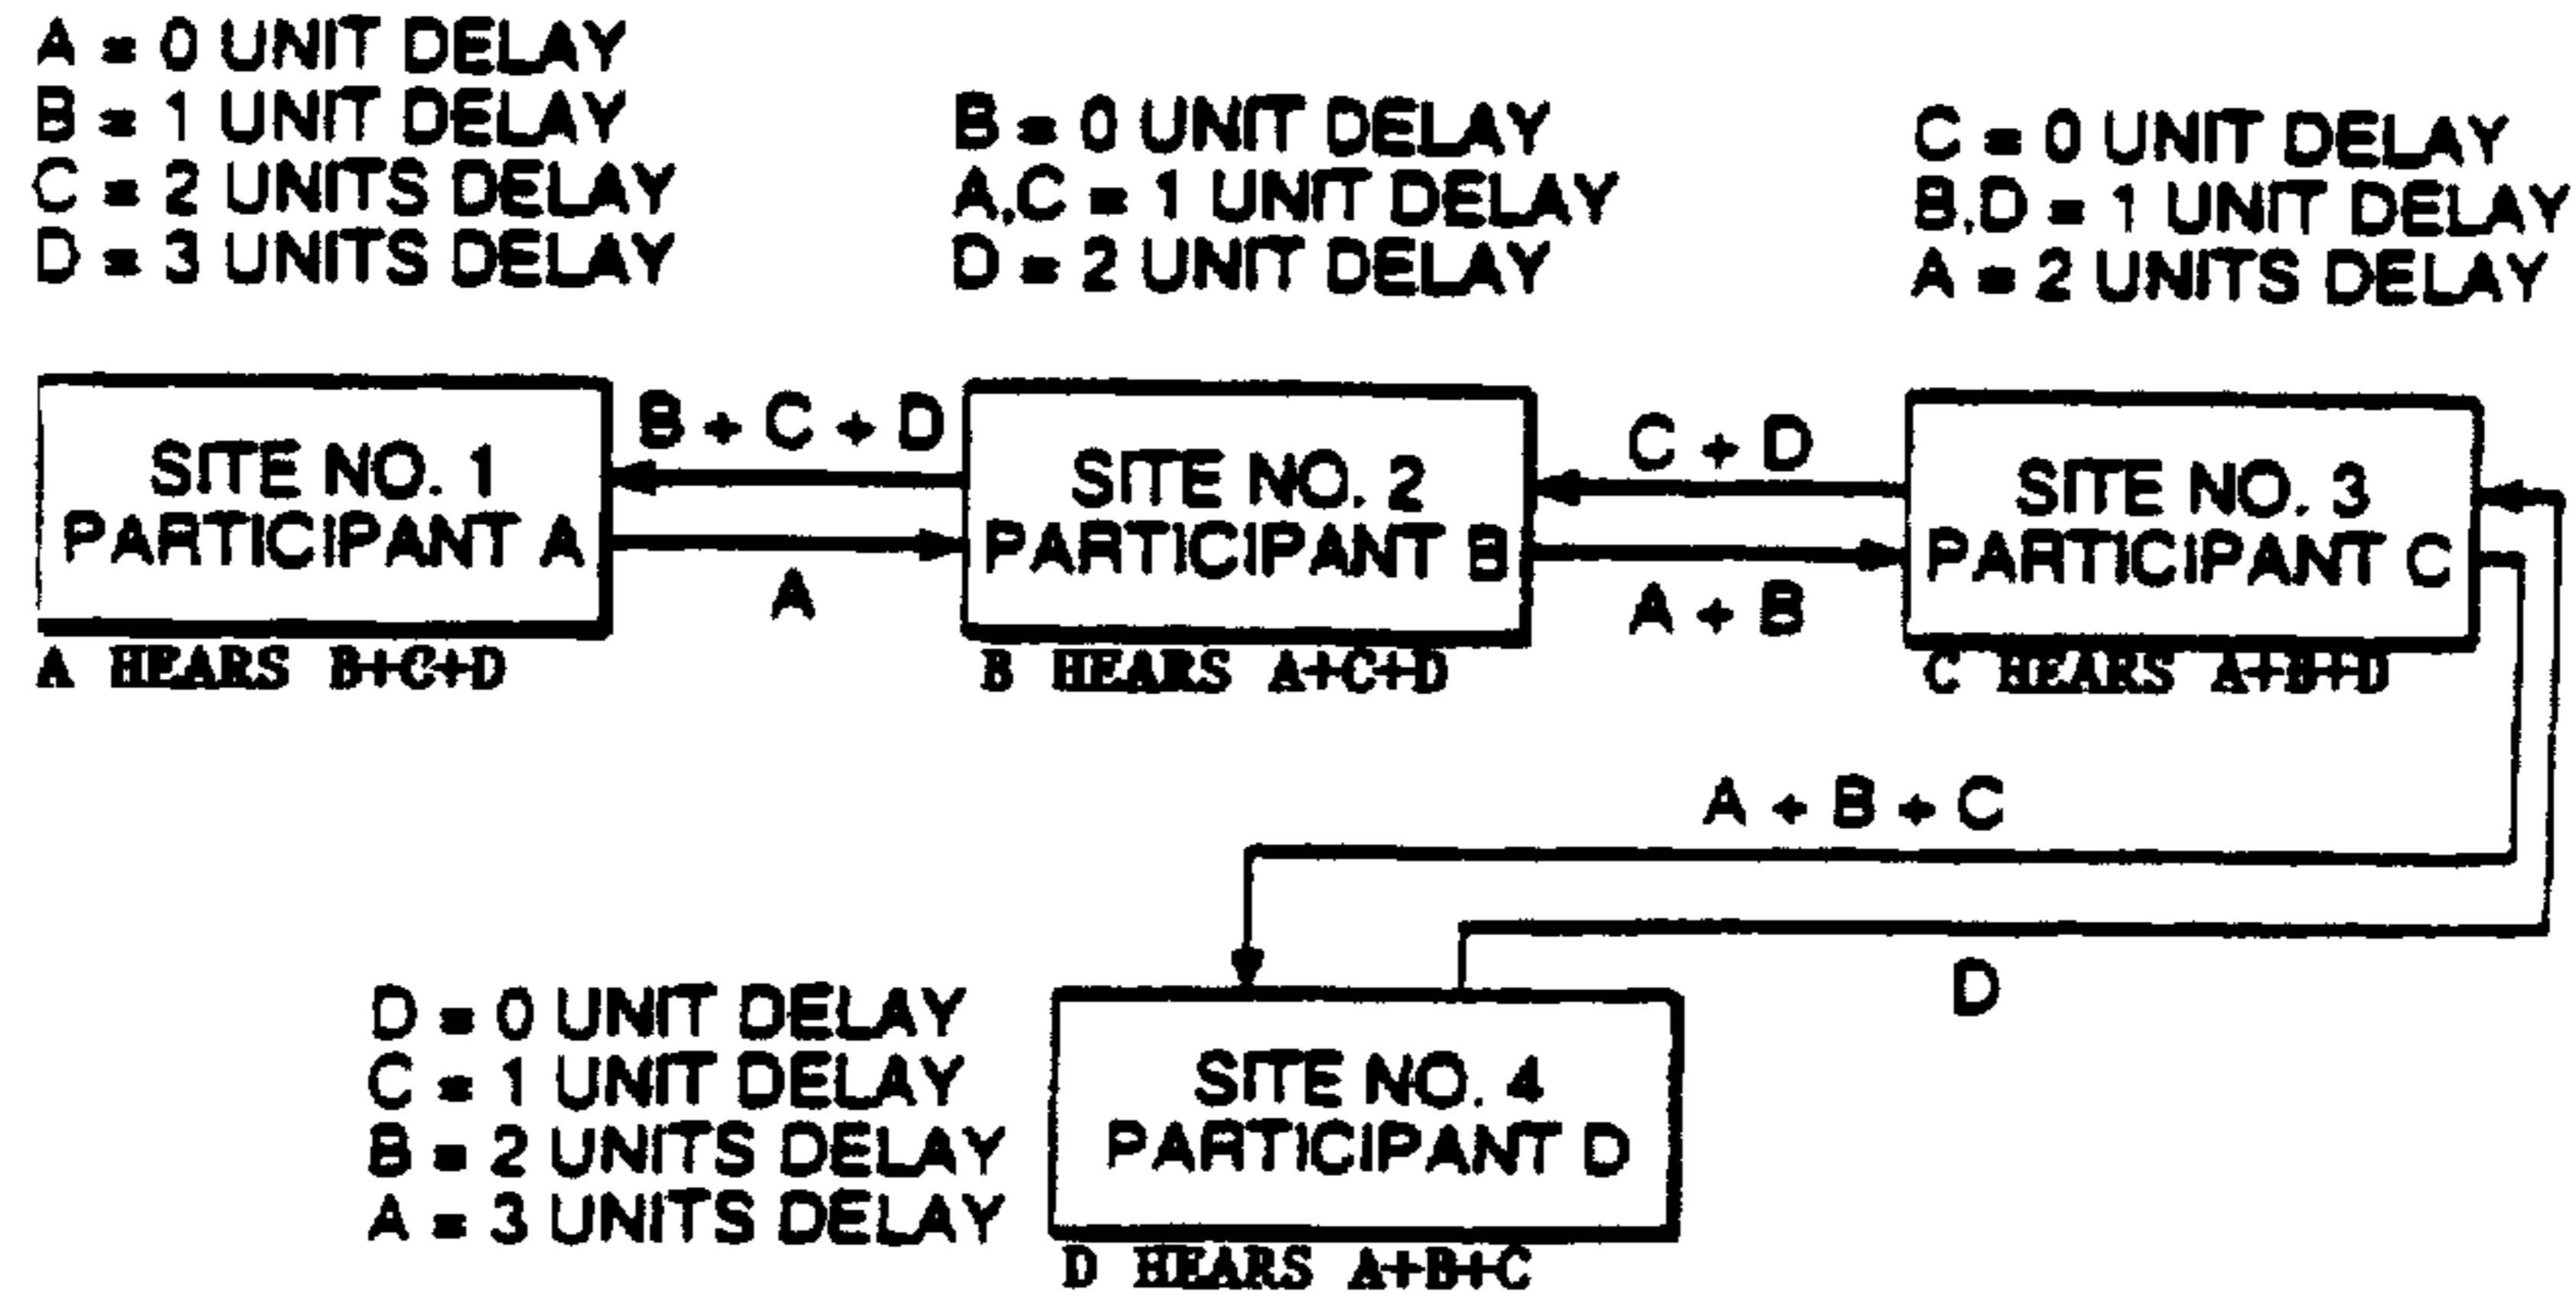 A = 0 UNIT DELAY
B = 1 UNIT DELAY
C = 2 UNITS DELAY
D = 3 UNITS DELAY
B = 0 UNIT DELAY
A,C = 1 UNIT DELAY
D = 2 UNIT DELAY
C = 0 UNIT DELAY
B,D = 1 UNIT DELAY
A = 2 UNITS DELAY
SITE NO. 1
PARTICIPANT A
A HEARS B+C+D
B + C + D
A
SITE NO. 2
PARTICIPANT B
B HEARS A+C+D
C + D
A + B
SITE NO. 3
PARTICIPANT C
C HEARS A+B+D
A + B + C
D
D = 0 UNIT DELAY
C = 1 UNIT DELAY
B = 2 UNITS DELAY
A = 3 UNITS DELAY
SITE NO. 4
PARTICIPANT D
D HEARS A+B+C